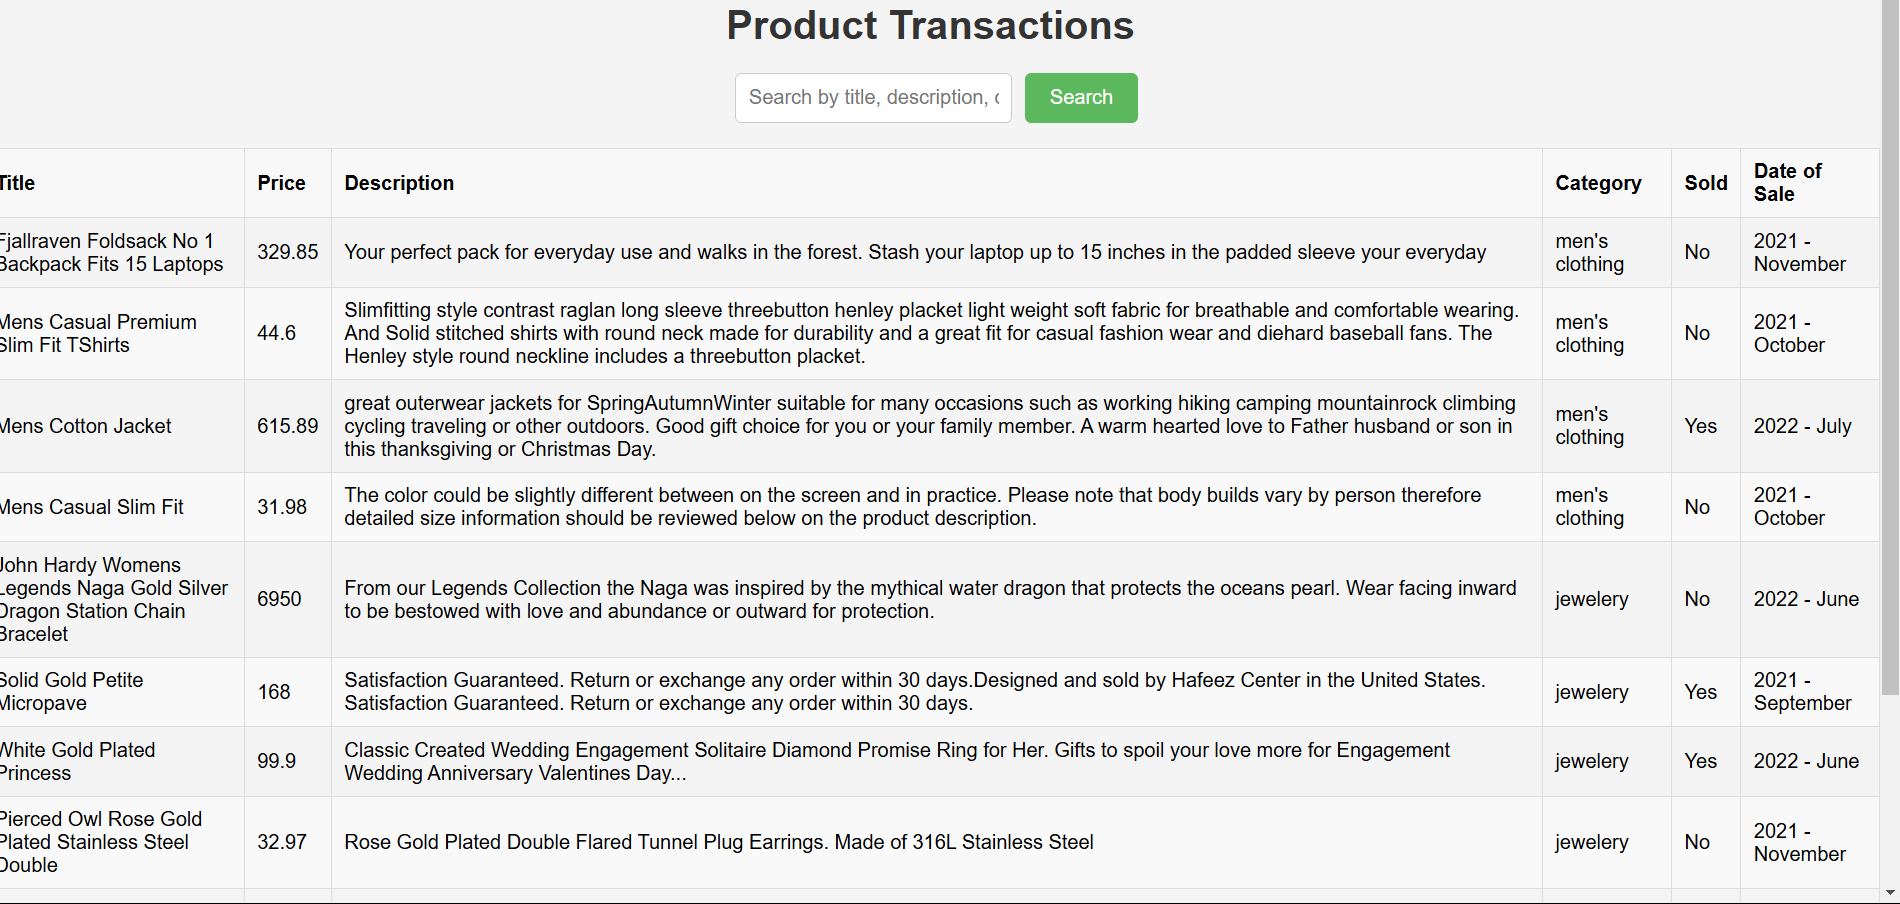 Product Transactions
Search by title, description, c
Search
Title Price Description Category Sold Date of
Sale
Fjallraven Foldsack No 1
Backpack Fits 15 Laptops
329.85
Your perfect pack for everyday use and walks in the forest. Stash your laptop up to 15 inches in the padded sleeve your everyday
men's
clothing
No
2021 -
November
Mens Casual Premium
Slim Fit TShirts
44.6
Slimfitting style contrast raglan long sleeve threebutton henley placket light weight soft fabric for breathable and comfortable wearing.
And Solid stitched shirts with round neck made for durability and a great fit for casual fashion wear and diehard baseball fans. The
Henley style round neckline includes a threebutton placket.
men's
clothing
No
2021 -
October
Mens Cotton Jacket
615.89
great outerwear jackets for SpringAutumnWinter suitable for many occasions such as working hiking camping mountainrock climbing
cycling traveling or other outdoors. Good gift choice for you or your family member. A warm hearted love to Father husband or son in
this thanksgiving or Christmas Day.
men's
clothing
Yes
2022 - July
Mens Casual Slim Fit
31.98
The color could be slightly different between on the screen and in practice. Please note that body builds vary by person therefore
detailed size information should be reviewed below on the product description.
men's
clothing
No
2021 -
October
John Hardy Womens
Legends Naga Gold Silver
Dragon Station Chain
Bracelet
6950
From our Legends Collection the Naga was inspired by the mythical water dragon that protects the oceans pearl. Wear facing inward
to be bestowed with love and abundance or outward for protection.
jewelery
No
2022 - June
Solid Gold Petite
Micropave
168
Satisfaction Guaranteed. Return or exchange any order within 30 days.Designed and sold by Hafeez Center in the United States.
Satisfaction Guaranteed. Return or exchange any order within 30 days.
jewelery
Yes
2021 -
September
White Gold Plated
Princess
99.9
Classic Created Wedding Engagement Solitaire Diamond Promise Ring for Her. Gifts to spoil your love more for Engagement
Wedding Anniversary Valentines Day...
jewelery
Yes
2022 - June
Pierced Owl Rose Gold
Plated Stainless Steel
Double
32.97
Rose Gold Plated Double Flared Tunnel Plug Earrings. Made of 316L Stainless Steel
jewelery
No
2021 -
November